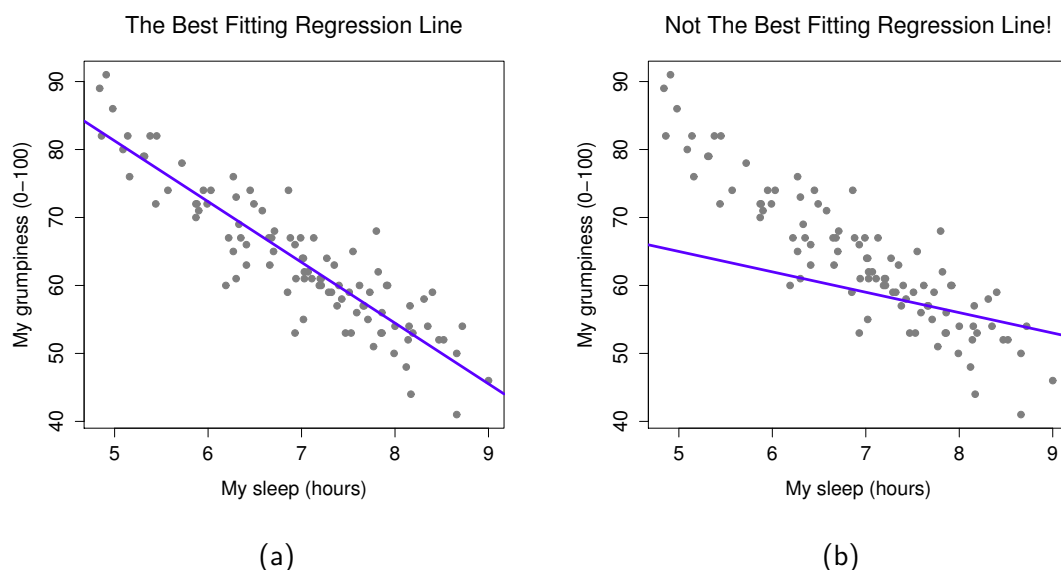 The Best Fitting Regression Line
90
80
70
60
50
40
My grumpiness (0−100)
5 6 7 8 9
My sleep (hours)
(a)
Not The Best Fitting Regression Line!
90
80
70
60
50
40
My grumpiness (0−100)
5 6 7 8 9
My sleep (hours)
(b)